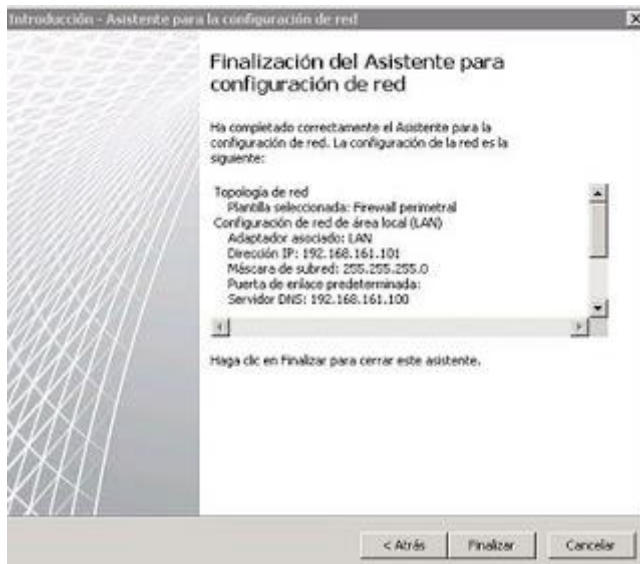 Introducción - Asistente para la configuración de red
Finalización del Asistente para
configuración de red
Ha completado correctamente el Asistente para la
configuración de red. La configuración de la red es la
siguiente:
Topología de red
Plantilla seleccionada: Firewall perimetral
Configuración de red de área local (LAN)
Adaptador asociado: LAN
Dirección IP: 192.168.161.101
Máscara de subred: 255.255.255.0
Puerta de enlace predeterminada:
Servidor DNS: 192.168.161.100
Haga clic en Finalizar para cerrar este asistente.
< Atrás
Finalizar
Cancelar